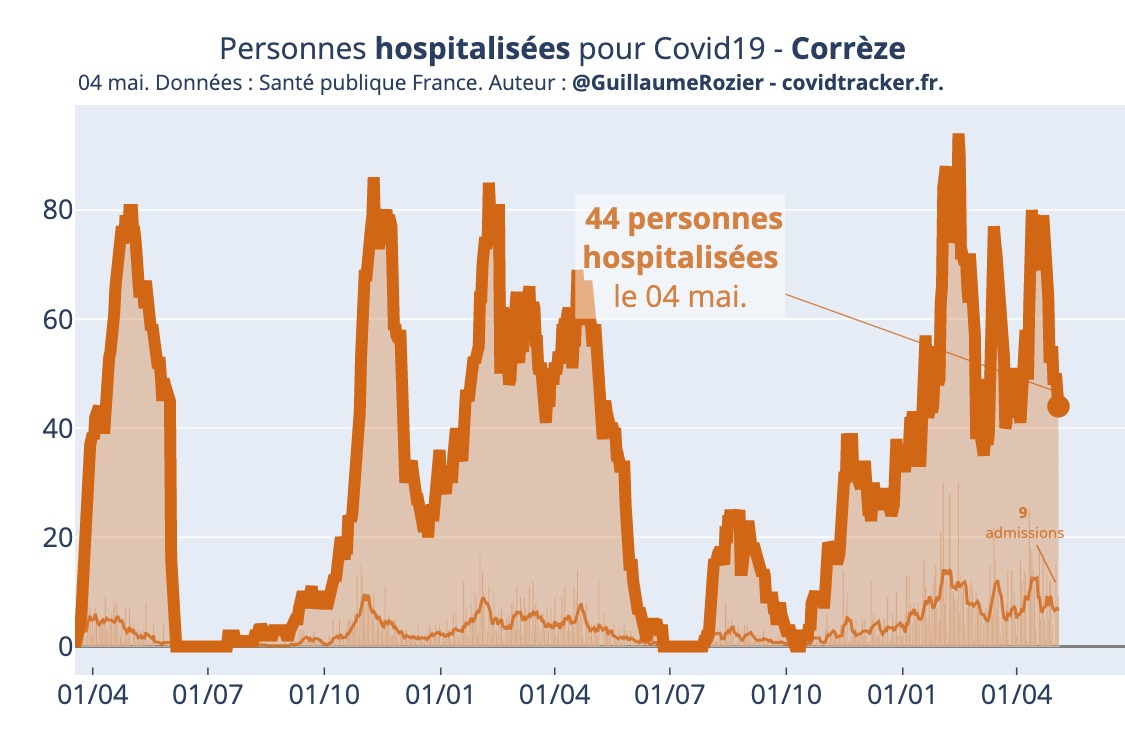 Personnes hospitalisées pour Covid19 - Corrèze
04 mai. Données : Santé publique France. Auteur : @GuillaumeRozier - covidtracker.fr.
80
60
40
20
0
44 personnes
hospitalisées
le 04 mai.
9
admissions
01/04
01/07
01/10
01/01
01/04
01/07
01/10
01/01
01/04